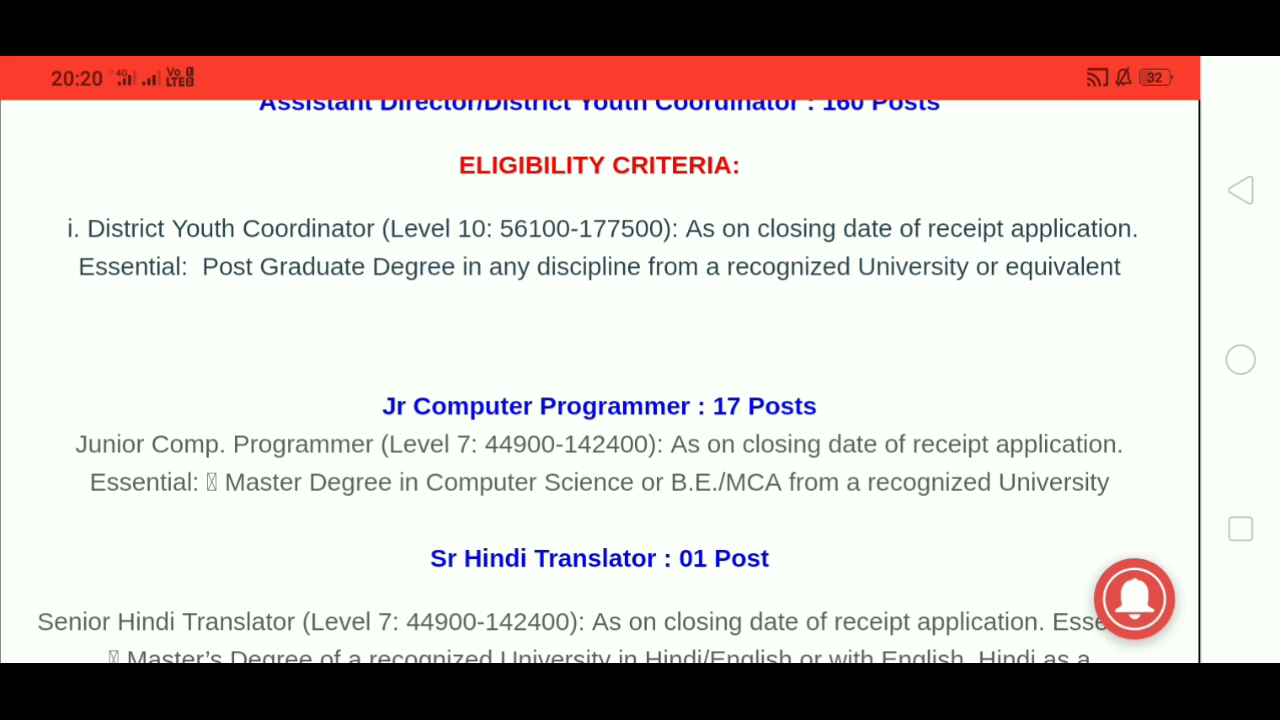 20:20 4G Vo LTE 32
Assistant Director/District Youth Coordinator : 160 Posts
ELIGIBILITY CRITERIA:
i. District Youth Coordinator (Level 10: 56100-177500): As on closing date of receipt application.
Essential:  Post Graduate Degree in any discipline from a recognized University or equivalent
Jr Computer Programmer : 17 Posts
Junior Comp. Programmer (Level 7: 44900-142400): As on closing date of receipt application.
Essential: Master Degree in Computer Science or B.E./MCA from a recognized University
Sr Hindi Translator : 01 Post
Senior Hindi Translator (Level 7: 44900-142400): As on closing date of receipt application.
Master’s Degree of a recognized University in Hindi/English or with English, Hindi as a